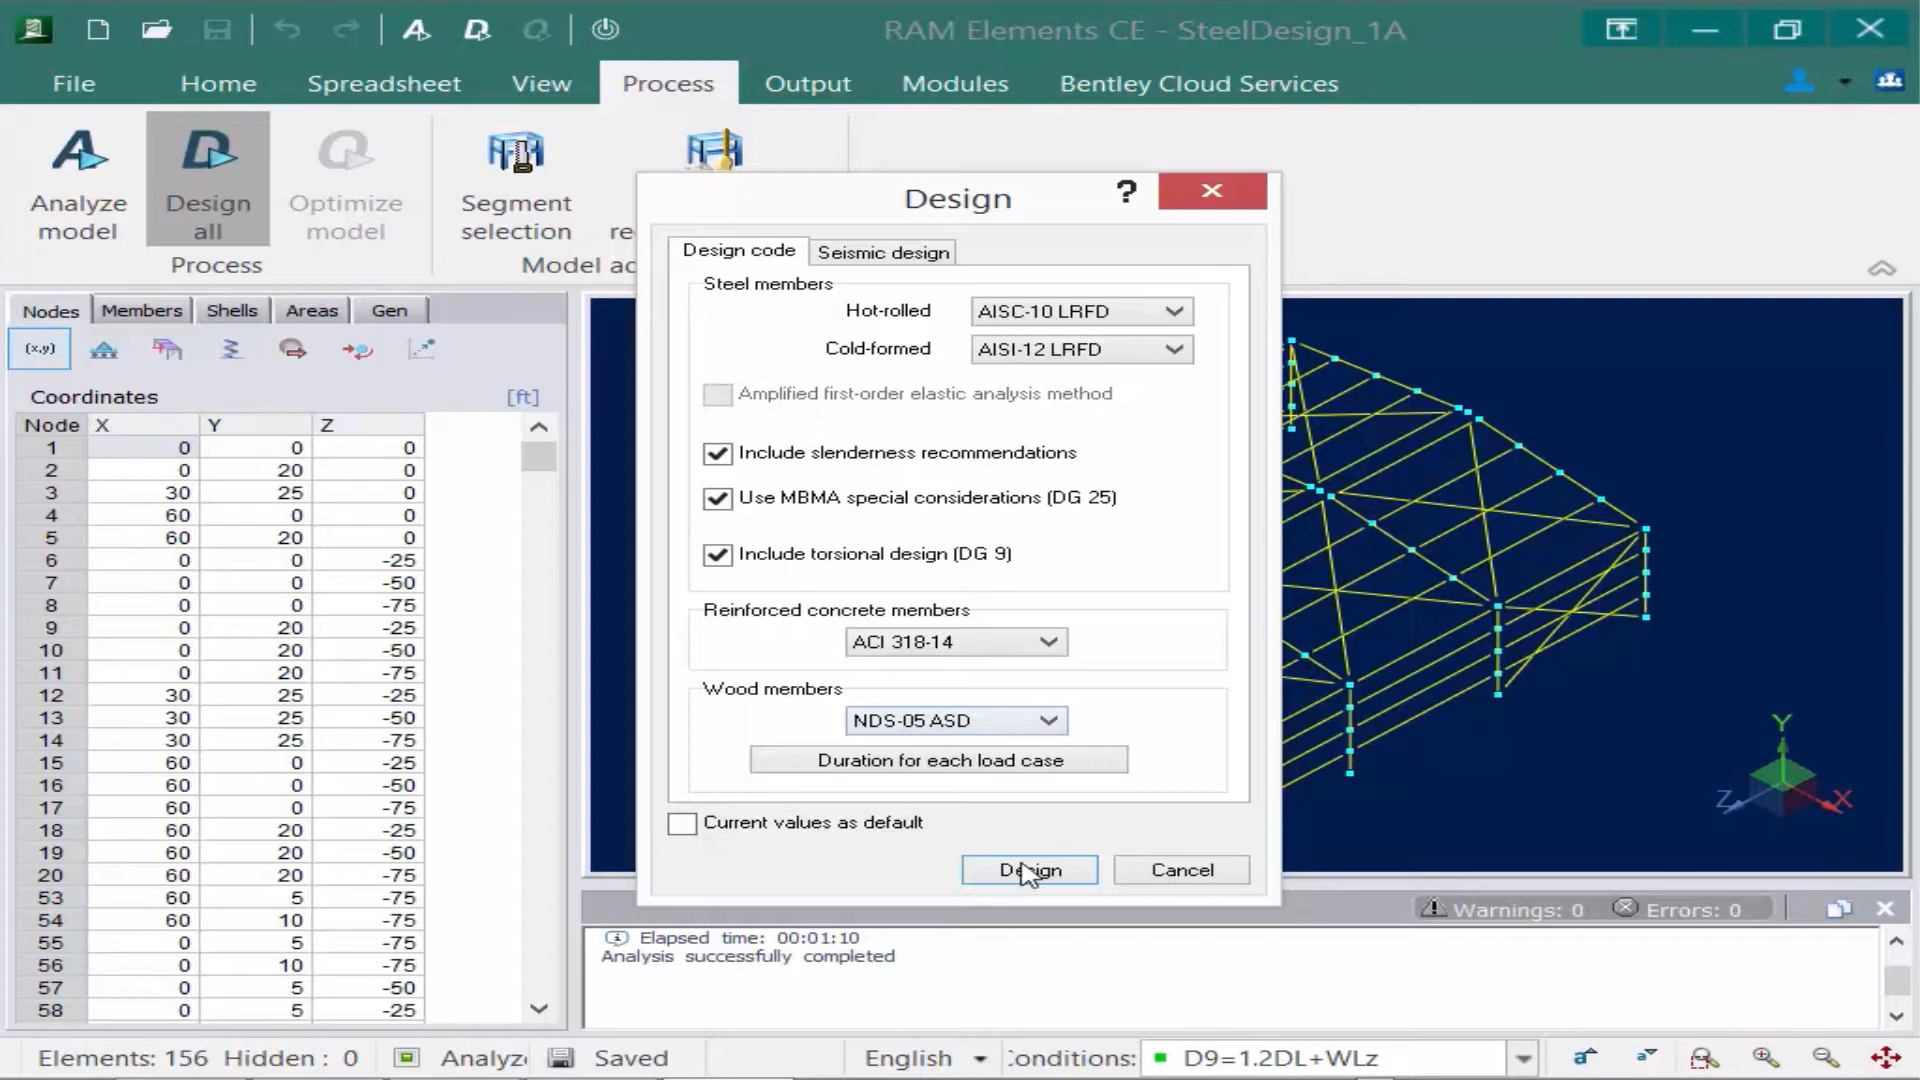 RAM Elements CE - SteelDesign_1A
File Home Spreadsheet View Process Output Modules Bentley Cloud Services
Analyze model
Design all
Optimize model
Segment selection
re
Process
Model ac
Design
?
Design code Seismic design
Steel members
Hot-rolled AISC-10 LRFD
Cold-formed AISI-12 LRFD
Amplified first-order elastic analysis method
Include slenderness recommendations
Use MBMA special considerations (DG 25)
Include torsional design (DG 9)
Reinforced concrete members
ACI 318-14
Wood members
NDS-05 ASD
Duration for each load case
Current values as default
Design Cancel
Nodes Members Shells Areas Gen
(x,y)
Coordinates [ft]
Node X Y Z
1 0 0 0
2 0 20 0
3 30 25 0
4 60 0 0
5 60 20 0
6 0 0 -25
7 0 0 -50
8 0 0 -75
9 0 20 -25
10 0 20 -50
11 0 20 -75
12 30 25 -25
13 30 25 -50
14 30 25 -75
15 60 0 -25
16 60 0 -50
17 60 0 -75
18 60 20 -25
19 60 20 -50
20 60 20 -75
53 60 5 -75
54 60 10 -75
55 0 5 -75
56 0 10 -75
57 0 5 -50
58 0 5 -25
Y
Z
X
Warnings: 0 Errors: 0
Elapsed time: 00:01:10
Analysis successfully completed
Elements: 156 Hidden : 0 Analyze Saved English Conditions: D9=1.2DL+WLz